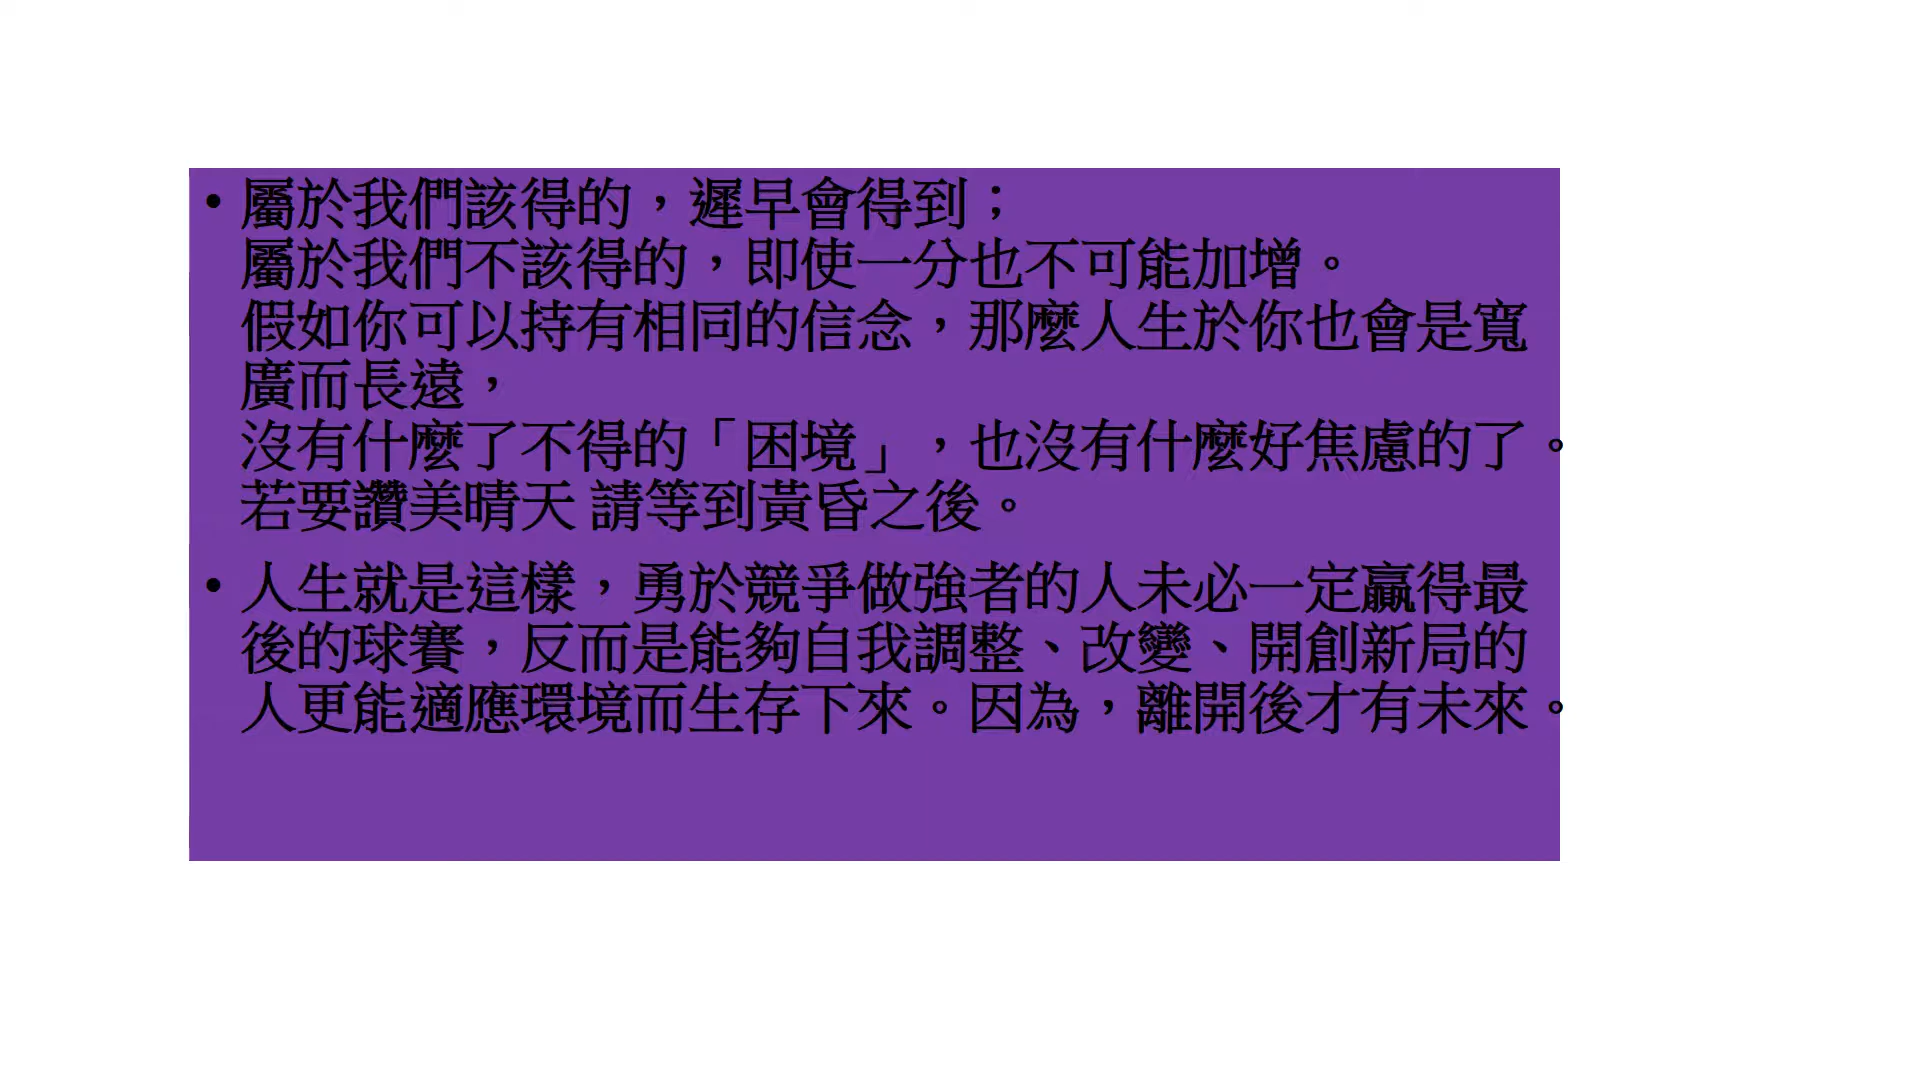 • 屬於我們該得的，遲早會得到；
屬於我們不該得的，即使一分也不可能加增。
假如你可以持有相同的信念，那麼人生於你也會是寬
廣而長遠，
沒有什麼了不得的「困境」，也沒有什麼好焦慮的了。
若要讚美晴天 請等到黃昏之後。
• 人生就是這樣，勇於競爭做強者的人未必一定贏得最
後的球賽，反而是能夠自我調整、改變、開創新局的
人更能適應環境而生存下來。因為，離開後才有未來。